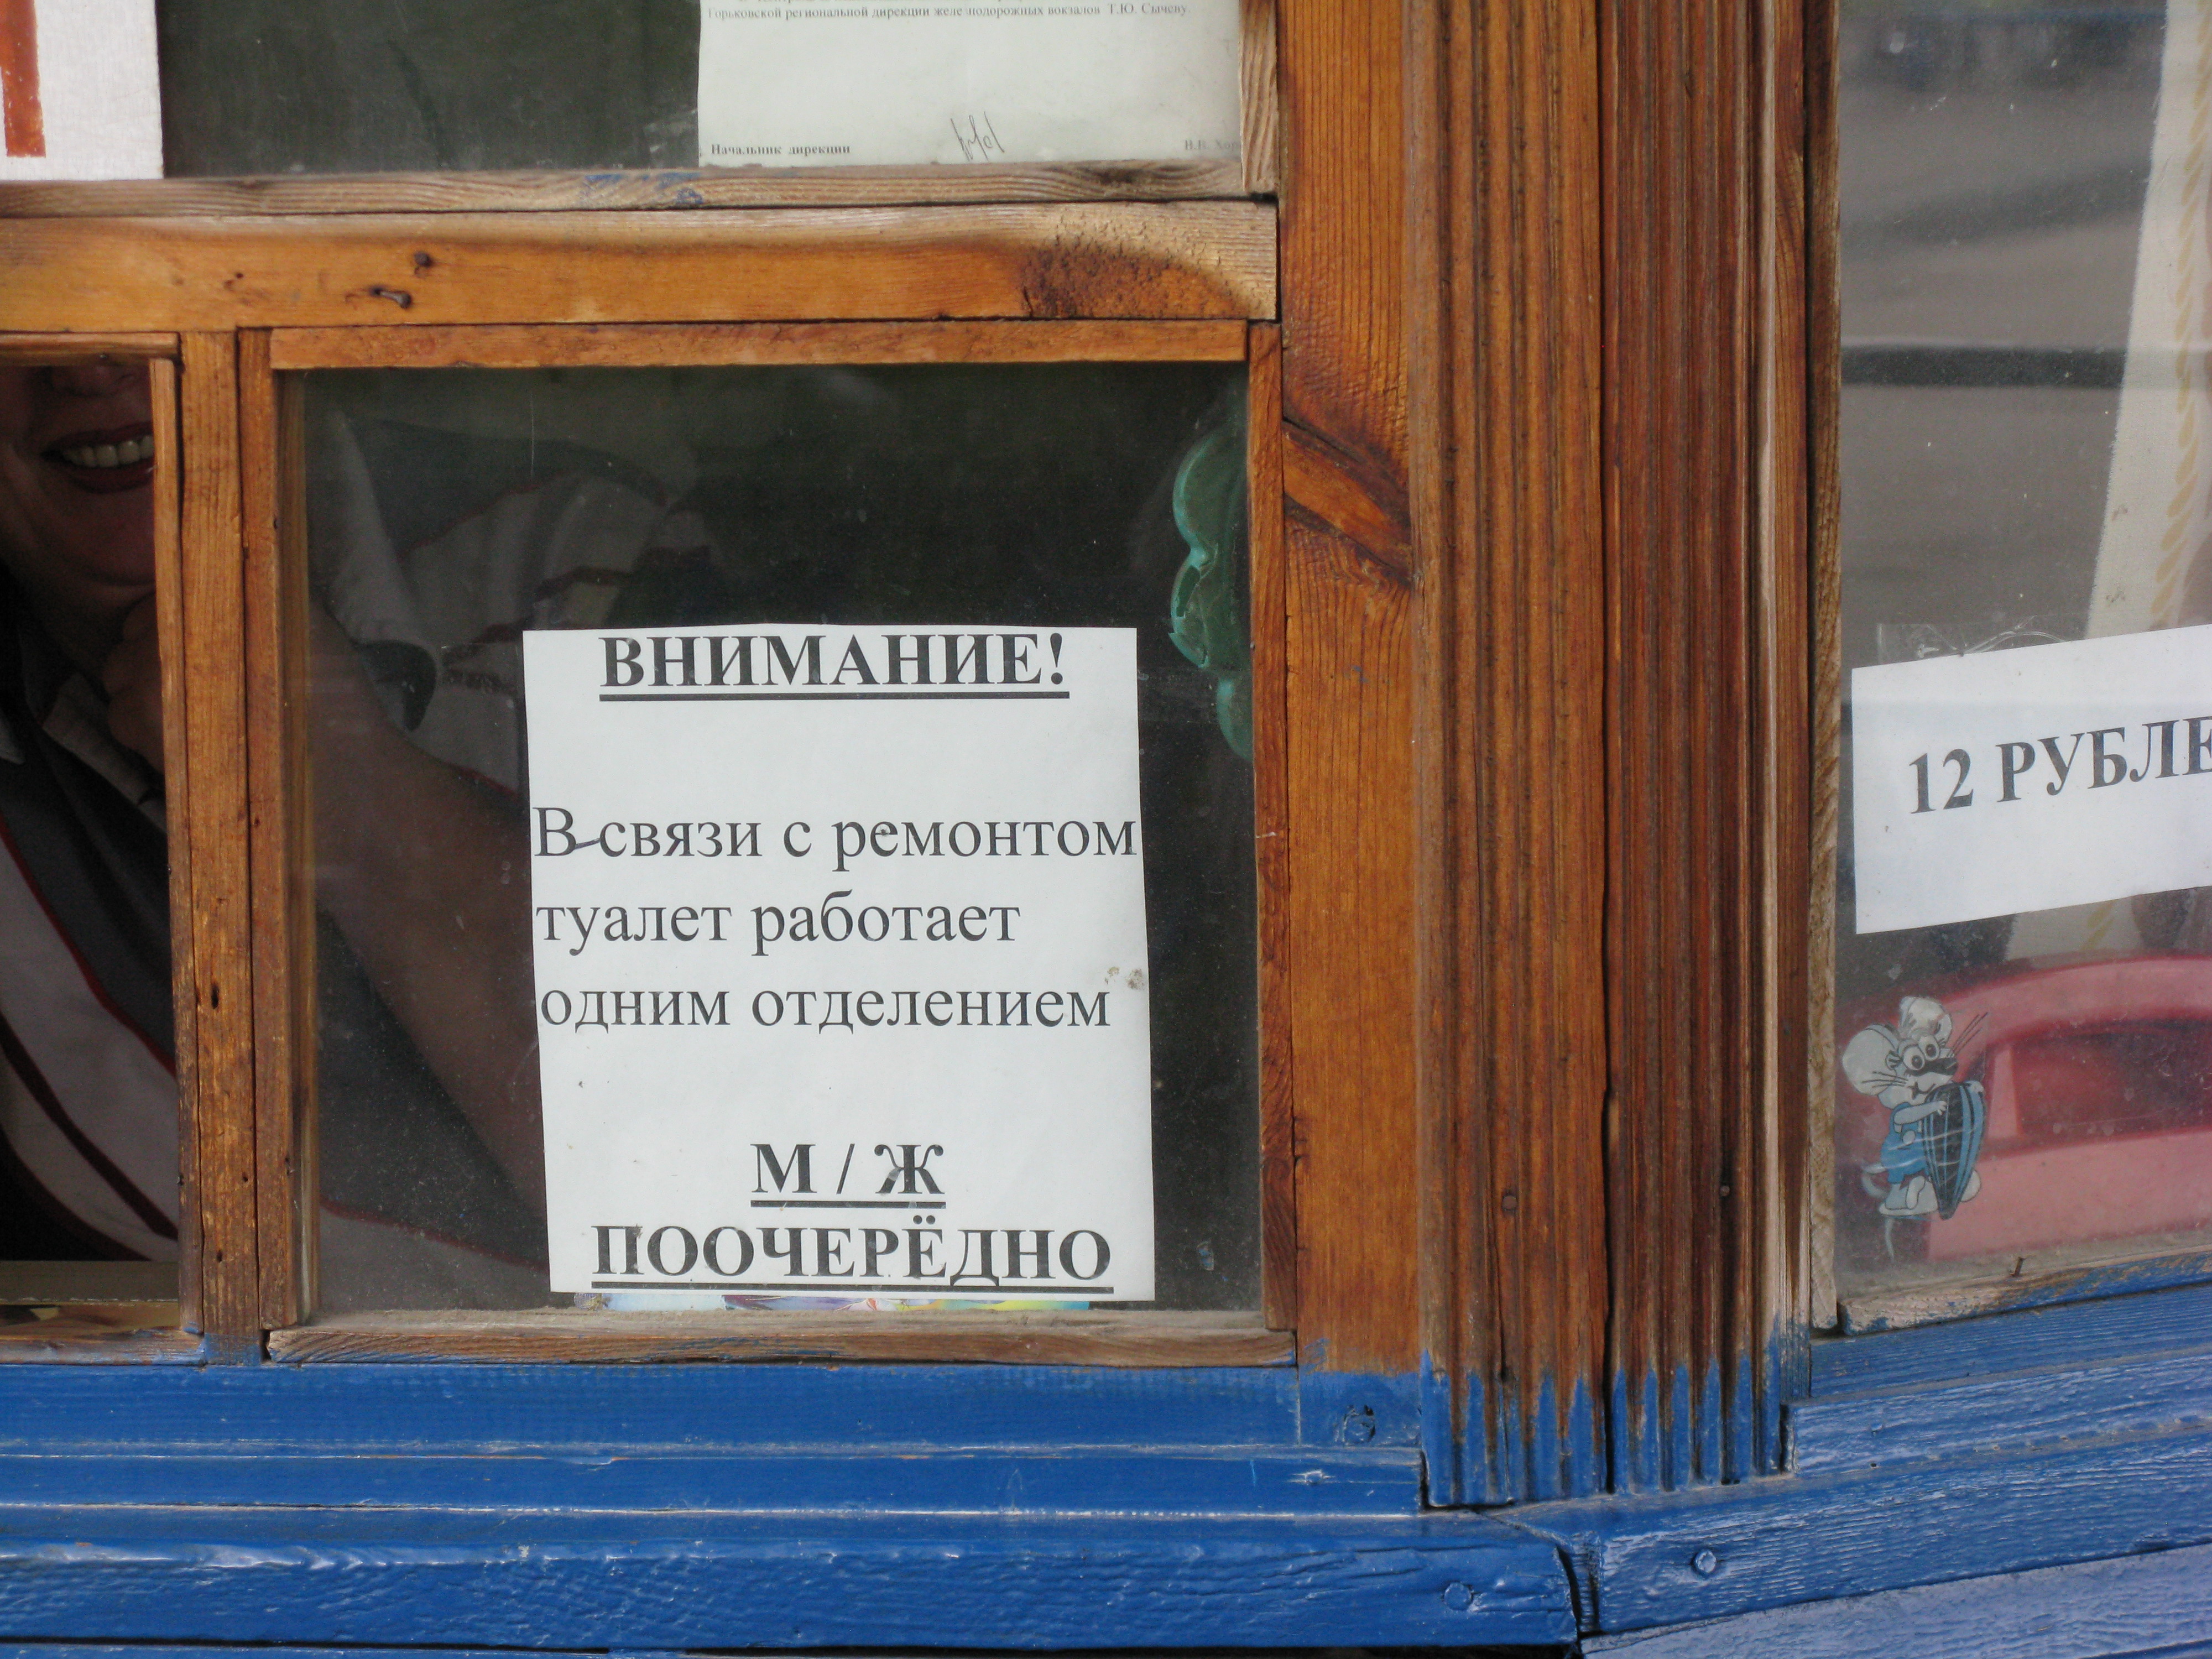 Горьковской региональной дирекции железнодорожных вокзалов Т.Ю. Сычеву.
Начальник дирекции
ВНИМАНИЕ!
В связи с ремонтом
туалет работает
одним отделением
М / Ж
ПООЧЕРЁДНО
12 РУБЛЕ